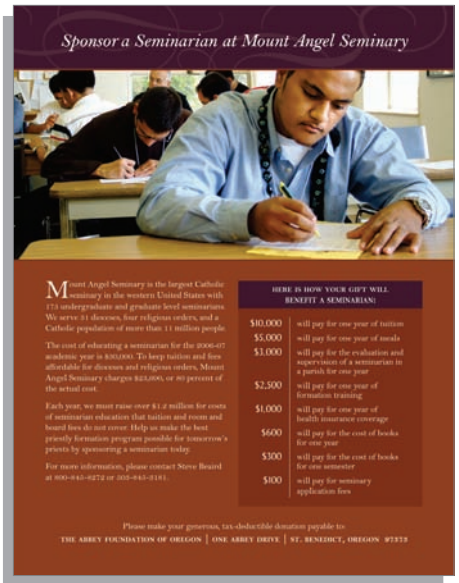 Sponsor a Seminarian at Mount Angel Seminary
Mount Angel Seminary is the largest Catholic
seminary in the western United States with
173 undergraduate and graduate level seminarians.
We serve 31 dioceses, four religious orders, and a
Catholic population of more than 11 million people.
The cost of educating a seminarian for the 2006-07
academic year is $30,000. To keep tuition and fees
affordable for dioceses and religious orders, Mount
Angel Seminary charges or 80 percent of
the actual cost.
Each year, we must raise over $1.2 million for costs
of seminarian education that tuition and room and
board fees do not cover. Help us make the best
priestly formation program possible for tomorrow's
priests by sponsoring a seminarian today.
For more information, please contact Steve Beaird
at 800-845-8272 or 503-845-3181.
HERE IS HOW YOUR GIFT WILL
BENEFIT A SEMINARIAN:
$10,000 will pay for one year of tuition
$5,000 will pay for one year of meals
$3,000 will pay for the evaluation and
supervision of a seminarian in
a parish for one year
$2,500 will pay for one year of
formation training
$1,000 will pay for one year of
health insurance coverage
$600 will pay for the cost of books
for one year
$300 will pay for the cost of books
for one semester
$100 will pay for seminary
application fees
Please make your generous, tax-deductible donation payable to:
THE ABBEY FOUNDATION OF OREGON | ONE ABBEY DRIVE | ST. BENEDICT, OREGON 97373